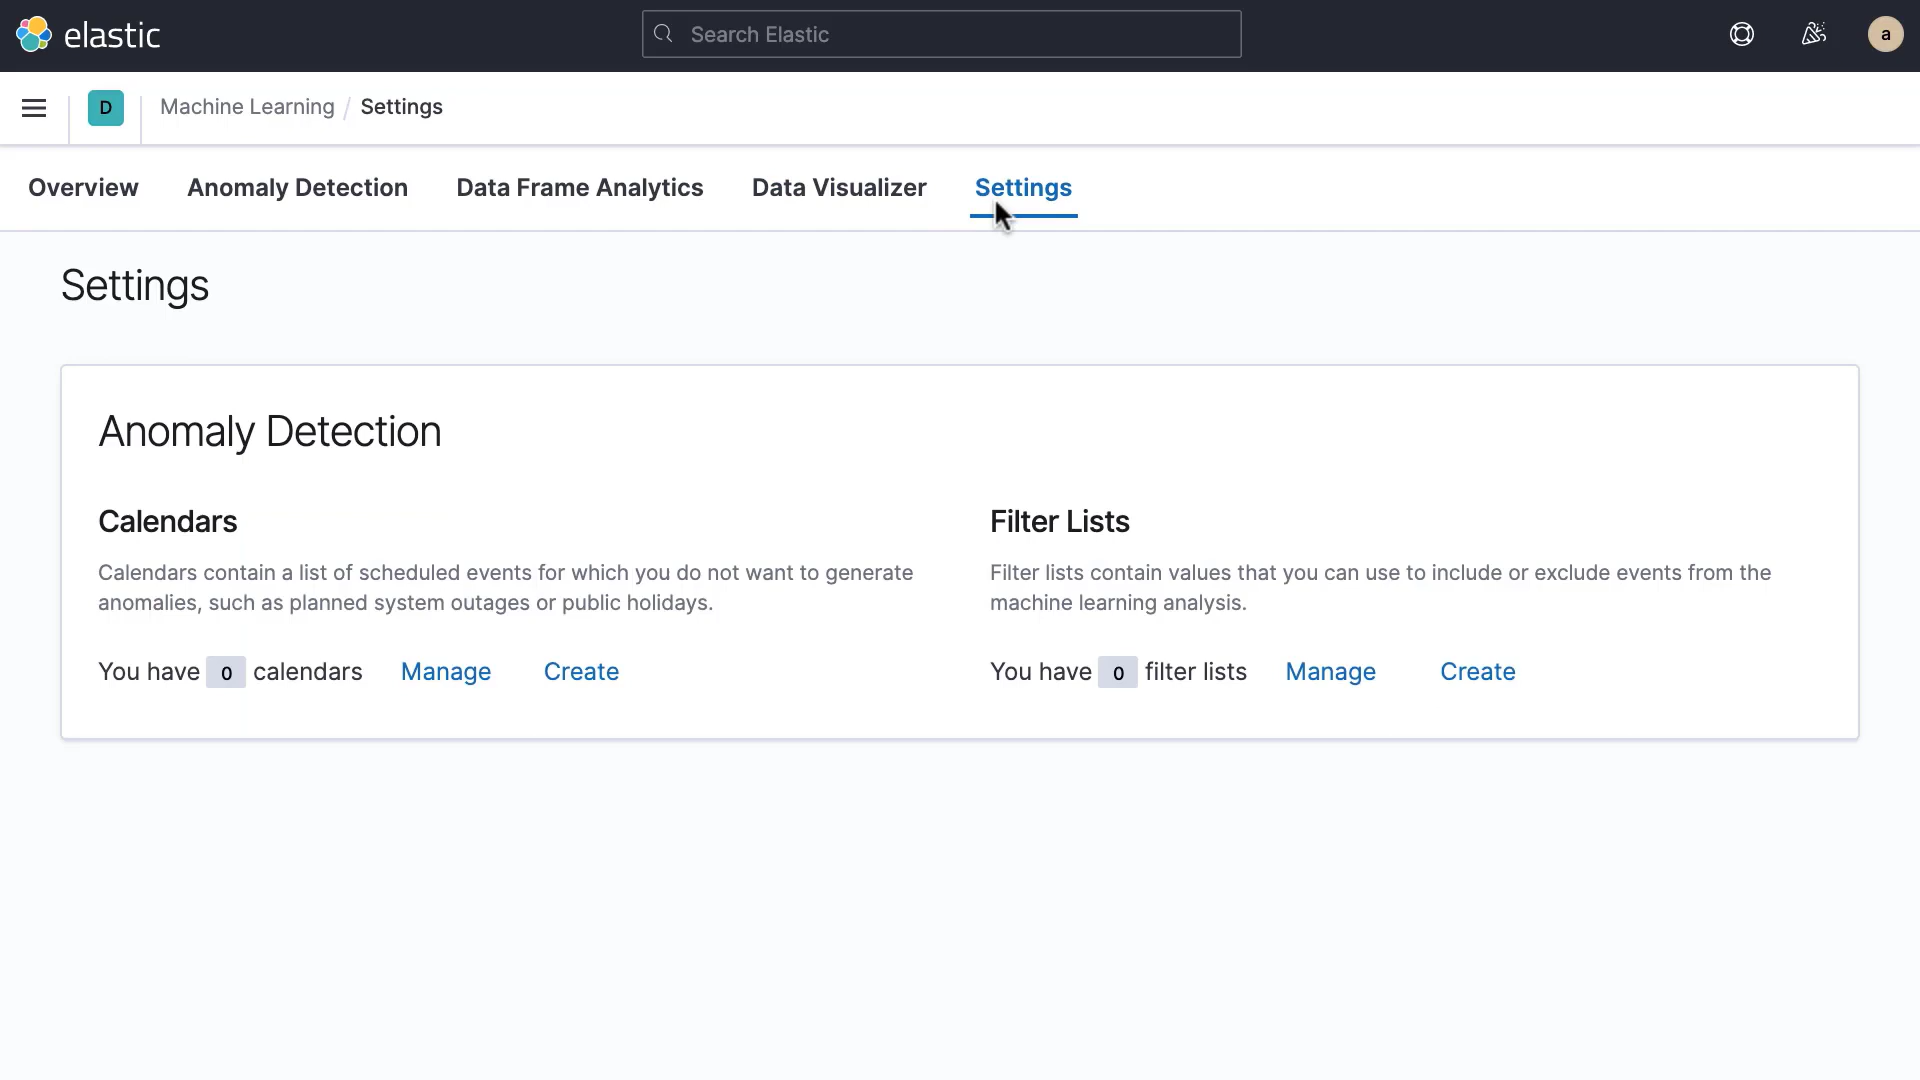 elastic
Search Elastic
a
D
Machine Learning / Settings
Overview Anomaly Detection Data Frame Analytics Data Visualizer Settings
Settings
Anomaly Detection
Calendars
Calendars contain a list of scheduled events for which you do not want to generate
anomalies, such as planned system outages or public holidays.
You have 0 calendars Manage Create
Filter Lists
Filter lists contain values that you can use to include or exclude events from the
machine learning analysis.
You have 0 filter lists Manage Create